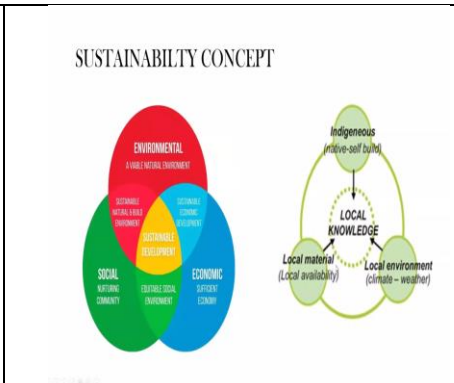 SUSTAINABILTY CONCEPT
ENVIRONMENTAL
A VIABLE NATURAL ENVIRONMENT
SUSTAINABLE
NATURAL & BUILD
ENVIRONMENT
SUSTAINABLE
ECONOMIC
DEVELOPMENT
SUSTAINABLE
DEVELOPMENT
SOCIAL
NURTURING
COMMUNITY
EQUITABLE SOCIAL
ENVIRONMENT
ECONOMIC
SUFFICIENT
ECONOMY
Indigeneous
(native-self build)
LOCAL
KNOWLEDGE
Local material
(Local availability)
Local environment
(climate – weather)